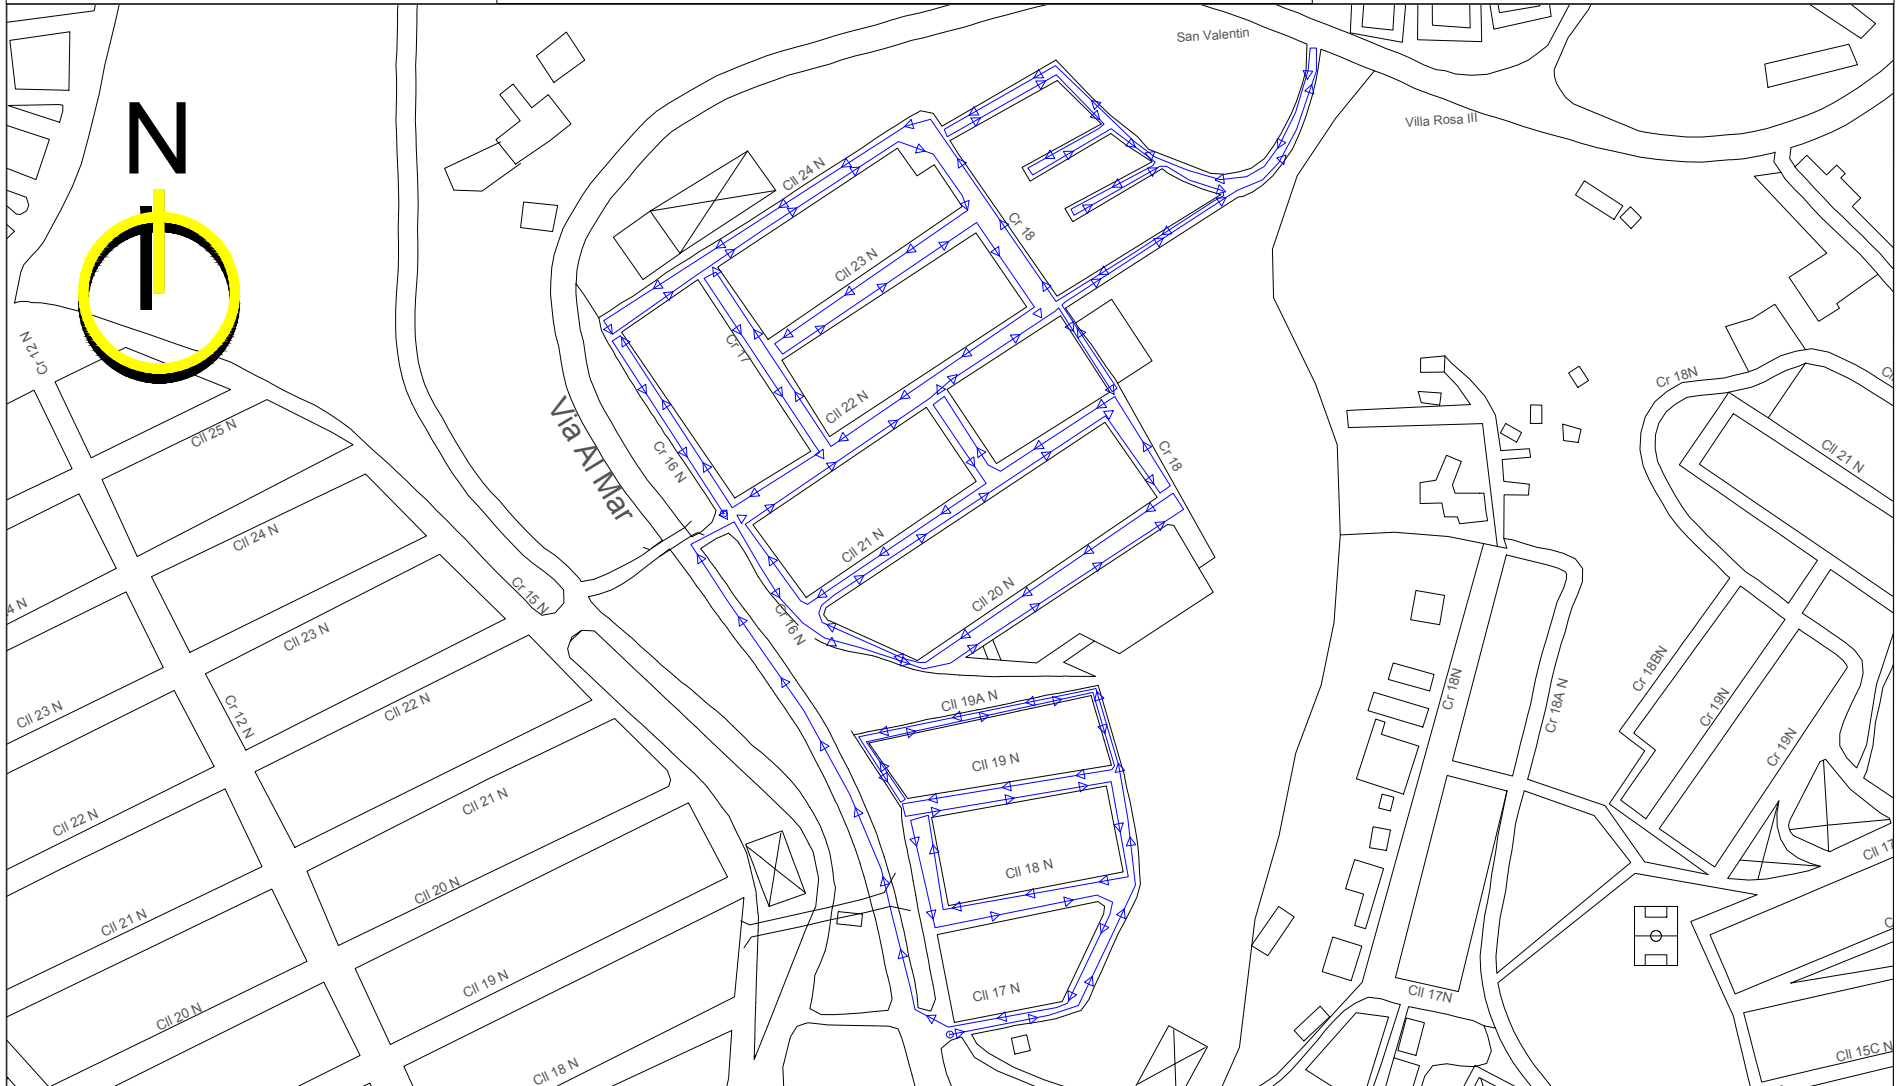 San Valentin
Villa Rosa III
N
Cll 24 N
Cr 18
Cll 23 N
Cr 12 N
Cr 17
Cr 18N
Cll 22 N
Via Al Mar
Cll 25 N
Cr 16 N
Cr 18
Cll 21 N
Cll 24 N
Cll 21 N
Cr 15 N
Cll 20 N
4 N
Cr 16 N
Cll 23 N
Cr 18BN
Cll 19A N
Cr 18N
Cr 18A N
Cr 19N
Cll 22 N
Cll 23 N
Cr 12 N
Cr 19N
Cll 19 N
Cll 21 N
Cll 22 N
Cll 17
Cll 18 N
Cll 20 N
Cll 21 N
Cll 19 N
Cll 17 N
Cll 17N
Cll 20 N
Cll 15C N
Cll 18 N